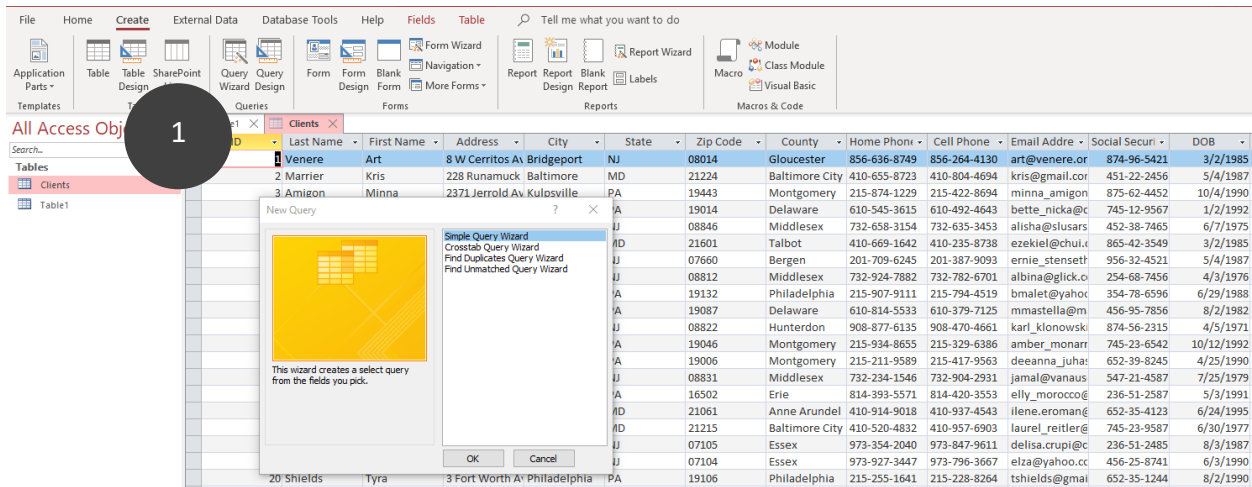 File Home Create External Data Database Tools Help Fields Table Tell me what you want to do
Form Wizard Module
Navigation Report Wizard Class Module
Application Parts Table Table Design SharePoint Query Wizard Query Design Form Form Design Blank Form More Forms Report Report Design Blank Report Labels Macro Visual Basic
Templates Queries Forms Reports Macros & Code
1
All Access Clients
Search...
Tables
Clients
Table1
Last Name First Name Address City State Zip Code County Home Phone Cell Phone Email Addre Social Securi DOB
1 Venere Art 8 W Cerritos Av Bridgeport NJ 08014 Gloucester 856-636-8749 856-264-4130 art@venere.or 874-96-5421 3/2/1985
2 Marrier Kris 228 Runamuck Baltimore MD 21224 Baltimore City 410-655-8723 410-804-4694 kris@gmail.cor 451-22-2456 5/4/1987
3 Amigon Minna 2371 Jerrold Av Kulpsville PA 19443 Montgomery 215-874-1229 215-422-8694 minna_amigon 875-62-4452 10/4/1990
19014 Delaware 610-545-3615 610-492-4643 bette_nicka@c 745-12-9567 1/2/1992
08846 Middlesex 732-658-3154 732-635-3453 alisha@slusars 452-38-7465 6/7/1975
21601 Talbot 410-669-1642 410-235-8738 ezekiel@chui.c 865-42-3549 3/2/1985
07660 Bergen 201-709-6245 201-387-9093 ernie_stenseth 956-32-4521 5/4/1987
08812 Middlesex 732-924-7882 732-782-6701 albina@glick.c 254-68-7456 4/3/1976
19132 Philadelphia 215-907-9111 215-794-4519 bmalet@yahoo 354-78-6596 6/29/1988
19087 Delaware 610-814-5533 610-379-7125 mmastella@m 456-95-7856 8/2/1982
08822 Hunterdon 908-877-6135 908-470-4661 karl_klonowski 874-56-2315 4/5/1971
19046 Montgomery 215-934-8655 215-329-6386 amber_monarr 745-23-6542 10/12/1992
19006 Montgomery 215-211-9589 215-417-9563 deeanna_juhas 652-39-8245 4/25/1990
08831 Middlesex 732-234-1546 732-904-2931 jamal@vanaus 547-21-4587 7/25/1979
16502 Erie 814-393-5571 814-420-3553 elly_morocco@ 236-51-2587 5/3/1991
21061 Anne Arundel 410-914-9018 410-937-4543 ilene.eroman@ 652-35-4123 6/24/1995
21215 Baltimore City 410-520-4832 410-957-6903 laurel_reitler@ 745-23-9587 6/30/1977
07105 Essex 973-354-2040 973-847-9611 delisa.crupi@c 236-51-2485 8/3/1987
07104 Essex 973-927-3447 973-796-3667 elza@yahoo.cc 456-25-8741 6/3/1990
20 Shields Tyra 3 Fort Worth A Philadelphia PA 19106 Philadelphia 215-255-1641 215-228-8264 tshields@gmai 652-35-1244 8/2/1990
New Query ?
Simple Query Wizard
Crosstab Query Wizard
Find Duplicates Query Wizard
Find Unmatched Query Wizard
This wizard creates a select query
from the fields you pick.
OK Cancel